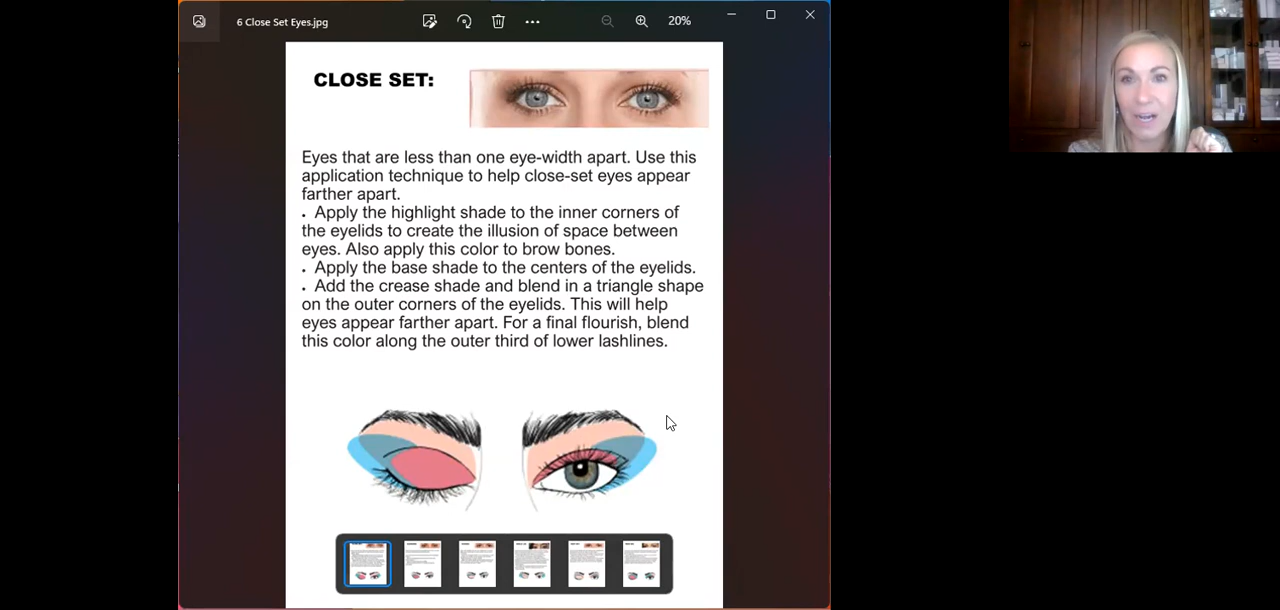 6 Close Set Eyes.jpg
20%
CLOSE SET:
Eyes that are less than one eye-width apart. Use this
application technique to help close-set eyes appear
farther apart.
• Apply the highlight shade to the inner corners of
the eyelids to create the illusion of space between
eyes. Also apply this color to brow bones.
• Apply the base shade to the centers of the eyelids.
• Add the crease shade and blend in a triangle shape
on the outer corners of the eyelids. This will help
eyes appear farther apart. For a final flourish, blend
this color along the outer third of lower lashlines.